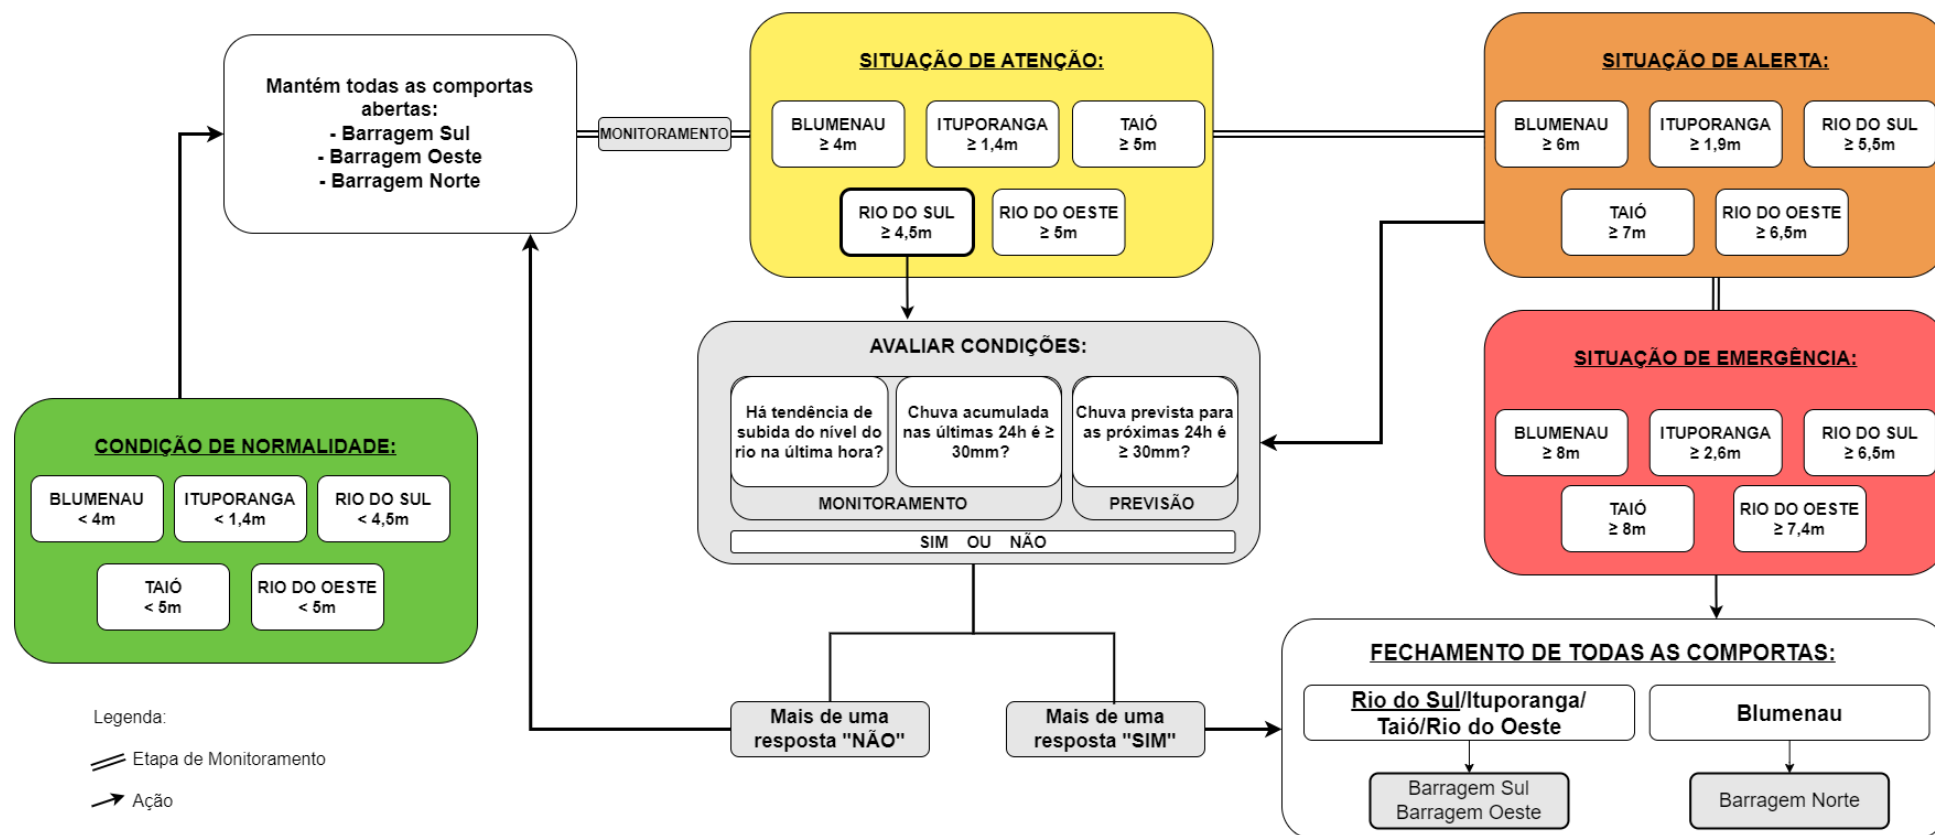 Mantém todas as comportas
abertas:
- Barragem Sul
- Barragem Oeste
- Barragem Norte
MONITORAMENTO
SITUAÇÃO DE ATENÇÃO:
BLUMENAU
≥ 4m
ITUPORANGA
≥ 1,4m
TAIÓ
≥ 5m
RIO DO SUL
≥ 4,5m
RIO DO OESTE
≥ 5m
SITUAÇÃO DE ALERTA:
BLUMENAU
≥ 6m
ITUPORANGA
≥ 1,9m
RIO DO SUL
≥ 5,5m
TAIÓ
≥ 7m
RIO DO OESTE
≥ 6,5m
AVALIAR CONDIÇÕES:
Há tendência de
subida do nível do
rio na última hora?
Chuva acumulada
nas últimas 24h é ≥
30mm?
MONITORAMENTO
Chuva prevista para
as próximas 24h é
≥ 30mm?
PREVISÃO
SIM OU NÃO
SITUAÇÃO DE EMERGÊNCIA:
BLUMENAU
≥ 8m
ITUPORANGA
≥ 2,6m
RIO DO SUL
≥ 6,5m
TAIÓ
≥ 8m
RIO DO OESTE
≥ 7,4m
CONDIÇÃO DE NORMALIDADE:
BLUMENAU
< 4m
ITUPORANGA
< 1,4m
RIO DO SUL
< 4,5m
TAIÓ
< 5m
RIO DO OESTE
< 5m
Mais de uma
resposta "NÃO"
Mais de uma
resposta "SIM"
FECHAMENTO DE TODAS AS COMPORTAS:
Rio do Sul/Ituporanga/
Taió/Rio do Oeste
Blumenau
Barragem Sul
Barragem Oeste
Barragem Norte
Legenda:
Etapa de Monitoramento
Ação